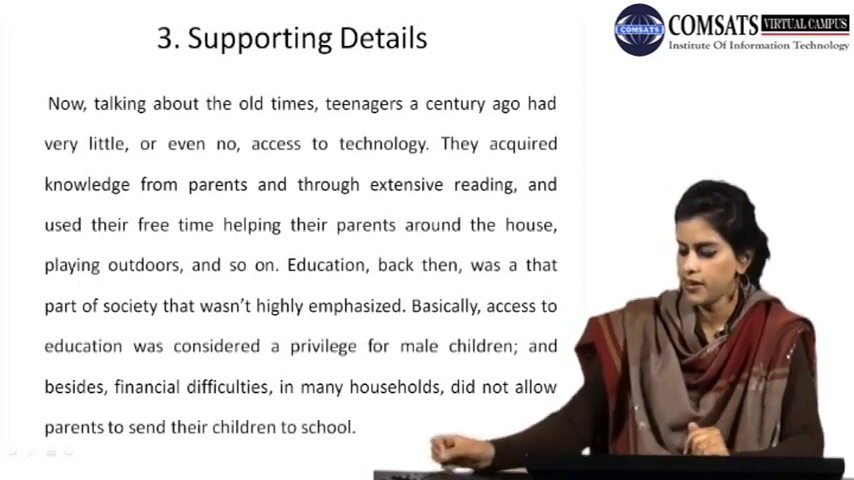 3. Supporting Details
COMSATS
COMSATS VIRTUAL CAMPUS
Institute Of Information Technology
Now, talking about the old times, teenagers a century ago had
very little, or even no, access to technology. They acquired
knowledge from parents and through extensive reading, and
used their free time helping their parents around the house,
playing outdoors, and so on. Education, back then, was a that
part of society that wasn't highly emphasized. Basically, access to
education was considered a privilege for male children; and
besides, financial difficulties, in many households, did not allow
parents to send their children to school.